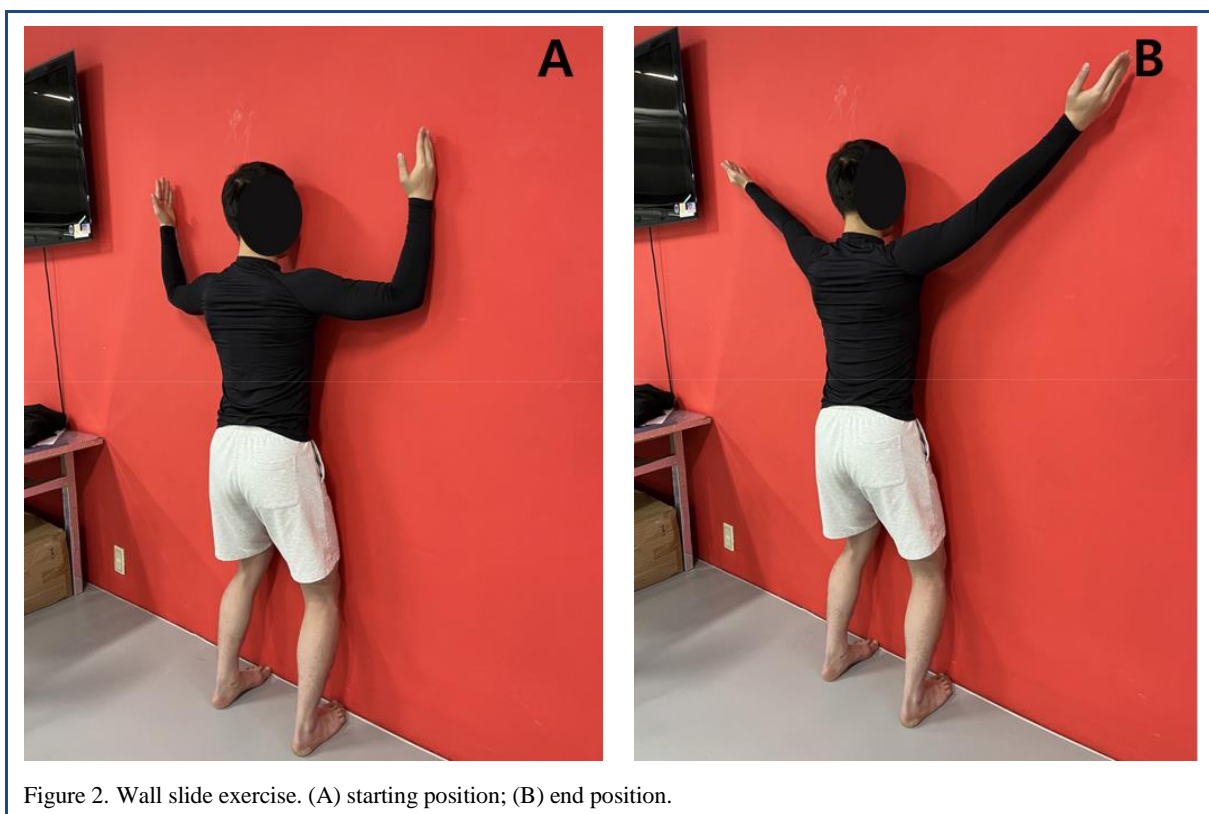 A
B
Figure 2. Wall slide exercise. (A) starting position; (B) end position.